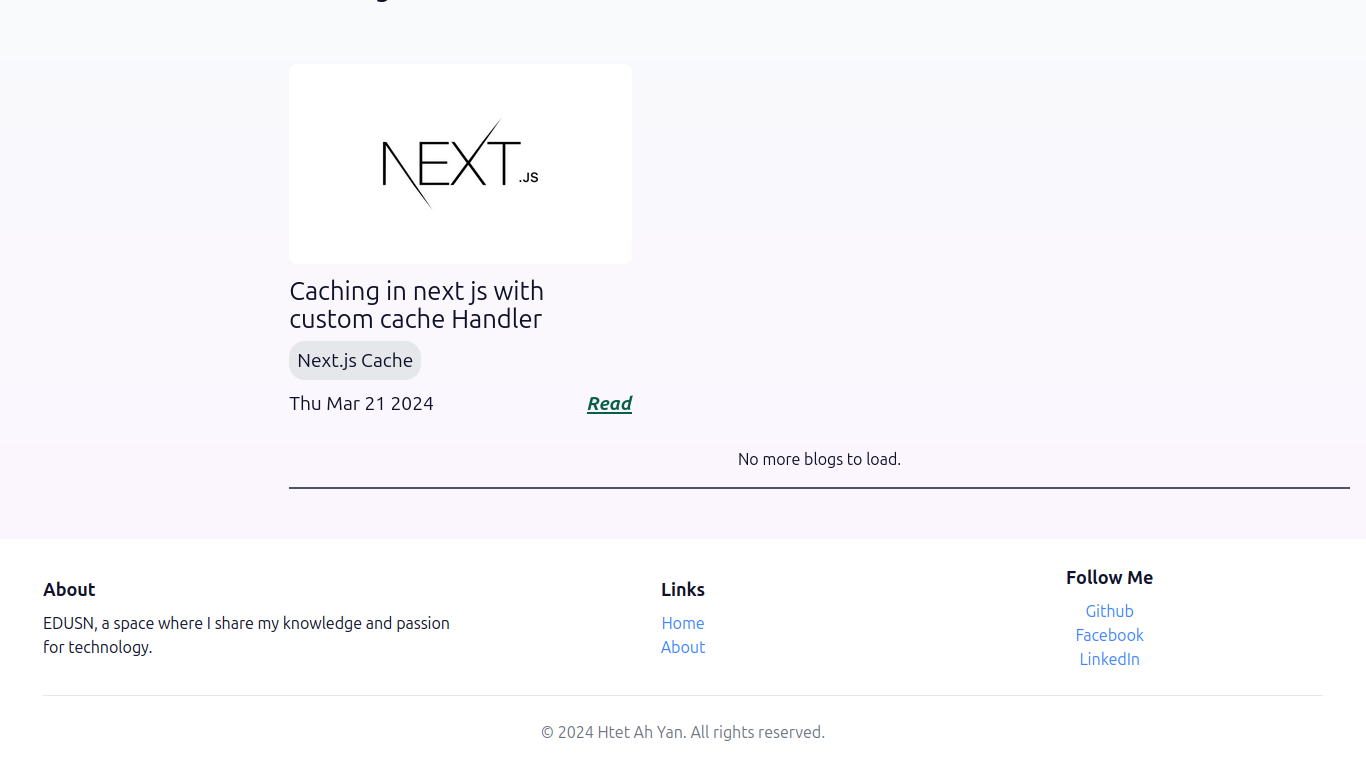 NEXT.JS
Caching in next js with
custom cache Handler
Next.js Cache
Thu Mar 21 2024
Read
No more blogs to load.
About
EDUSN, a space where I share my knowledge and passion
for technology.
Links
Home
About
Follow Me
Github
Facebook
LinkedIn
© 2024 Htet Ah Yan. All rights reserved.